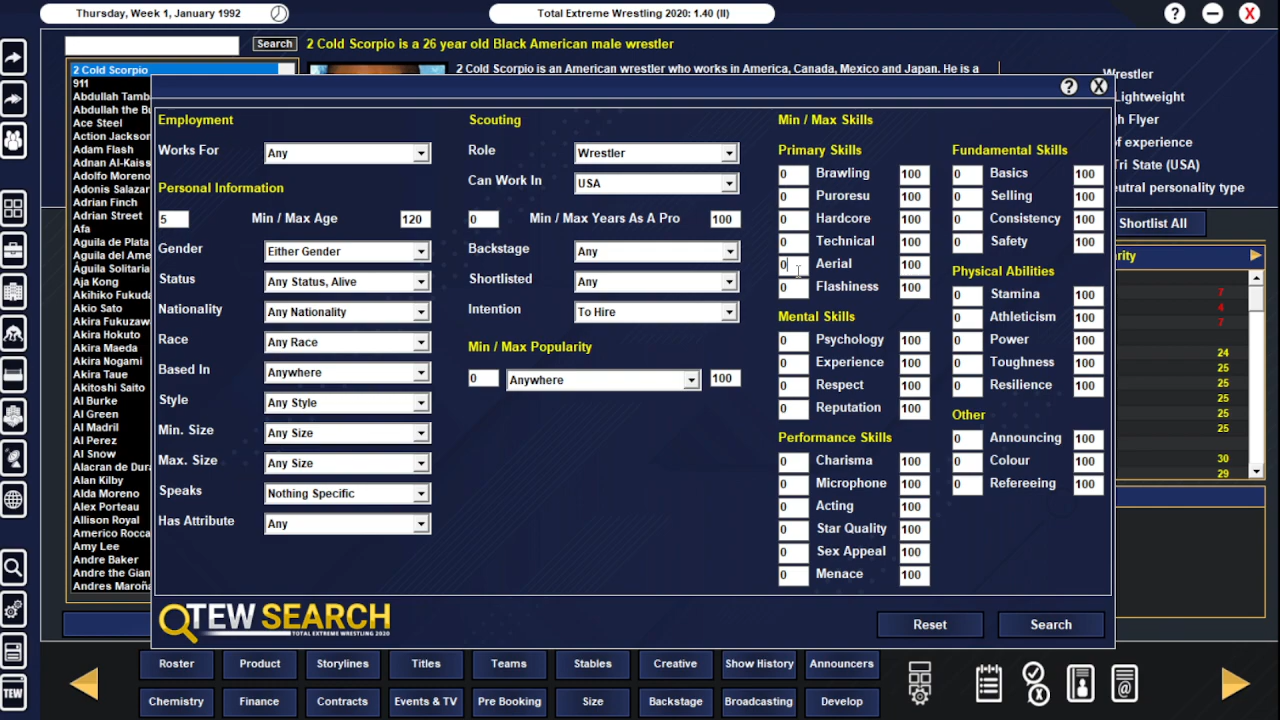 Thursday, Week 1, January 1992
Total Extreme Wrestling 2020: 1.40 (II)
? X
Search
2 Cold Scorpio is a 26 year old Black American male wrestler
2 Cold Scorpio is an American wrestler who works in America, Canada, Mexico and Japan. He is a
Wrestler
Lightweight
gh Flyer
of experience
Tri State (USA)
eutral personality type
Shortlist All
rity
7
4
7
24
25
25
25
25
25
30
29
2 Cold Scorpio
911
Abdullah Tamb
Abdullah the Bu
Ace Steel
Action Jackson
Adam Flash
Adnan Al-Kaiss
Adolfo Moreno
Adonis Salazar
Adrian Finch
Adrian Street
Afa
Aguila de Plata
Aguila del Ame
Águila Solitaria
Aja Kong
Akihiko Fukuda
Akio Sato
Akira Fukuzaw
Akira Hokuto
Akira Maeda
Akira Nogami
Akira Taue
Akitoshi Saito
Al Burke
Al Green
Al Madril
Al Perez
Al Snow
Alacran de Dura
Alan Kilby
Alda Moreno
Alex Porteau
Allison Royal
Americo Rocca
Amy Lee
Andre Baker
Andre the Gian
Andres Maroña
? X
Employment
Works For Any
Personal Information
5 Min / Max Age 120
Gender Either Gender
Status Any Status, Alive
Nationality Any Nationality
Race Any Race
Based In Anywhere
Style Any Style
Min. Size Any Size
Max. Size Any Size
Speaks Nothing Specific
Has Attribute Any
Scouting
Role Wrestler
Can Work In USA
0 Min / Max Years As A Pro 100
Backstage Any
Shortlisted Any
Intention To Hire
Min / Max Popularity
0 Anywhere 100
Min / Max Skills
Primary Skills
0 Brawling 100
0 Puroresu 100
0 Hardcore 100
0 Technical 100
0 Aerial 100
0 Flashiness 100
Mental Skills
0 Psychology 100
0 Experience 100
0 Respect 100
0 Reputation 100
Performance Skills
0 Charisma 100
0 Microphone 100
0 Acting 100
0 Star Quality 100
0 Sex Appeal 100
0 Menace 100
Fundamental Skills
0 Basics 100
0 Selling 100
0 Consistency 100
0 Safety 100
Physical Abilities
0 Stamina 100
0 Athleticism 100
0 Power 100
0 Toughness 100
0 Resilience 100
Other
0 Announcing 100
0 Colour 100
0 Refereeing 100
TEW SEARCH
TOTAL EXTREME WRESTLING 2020
Reset Search
TEW
Roster Product Storylines Titles Teams Stables Creative Show History Announcers
Chemistry Finance Contracts Events & TV Pre Booking Size Backstage Broadcasting Develop